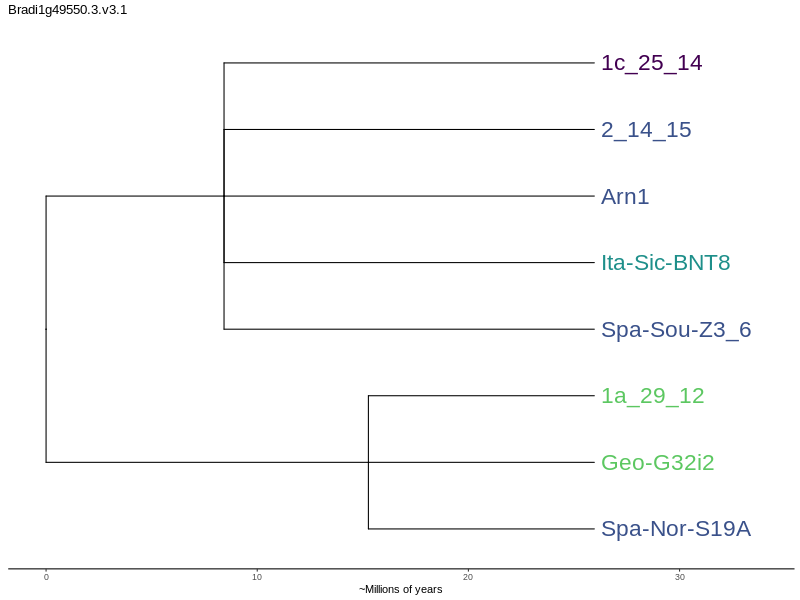 Bradi1g49550.3.v3.1
1c_25_14
2_14_15
Arn1
Ita-Sic-BNT8
Spa-Sou-Z3_6
1a_29_12
Geo-G32i2
Spa-Nor-S19A
0 10 20 30
~Millions of years